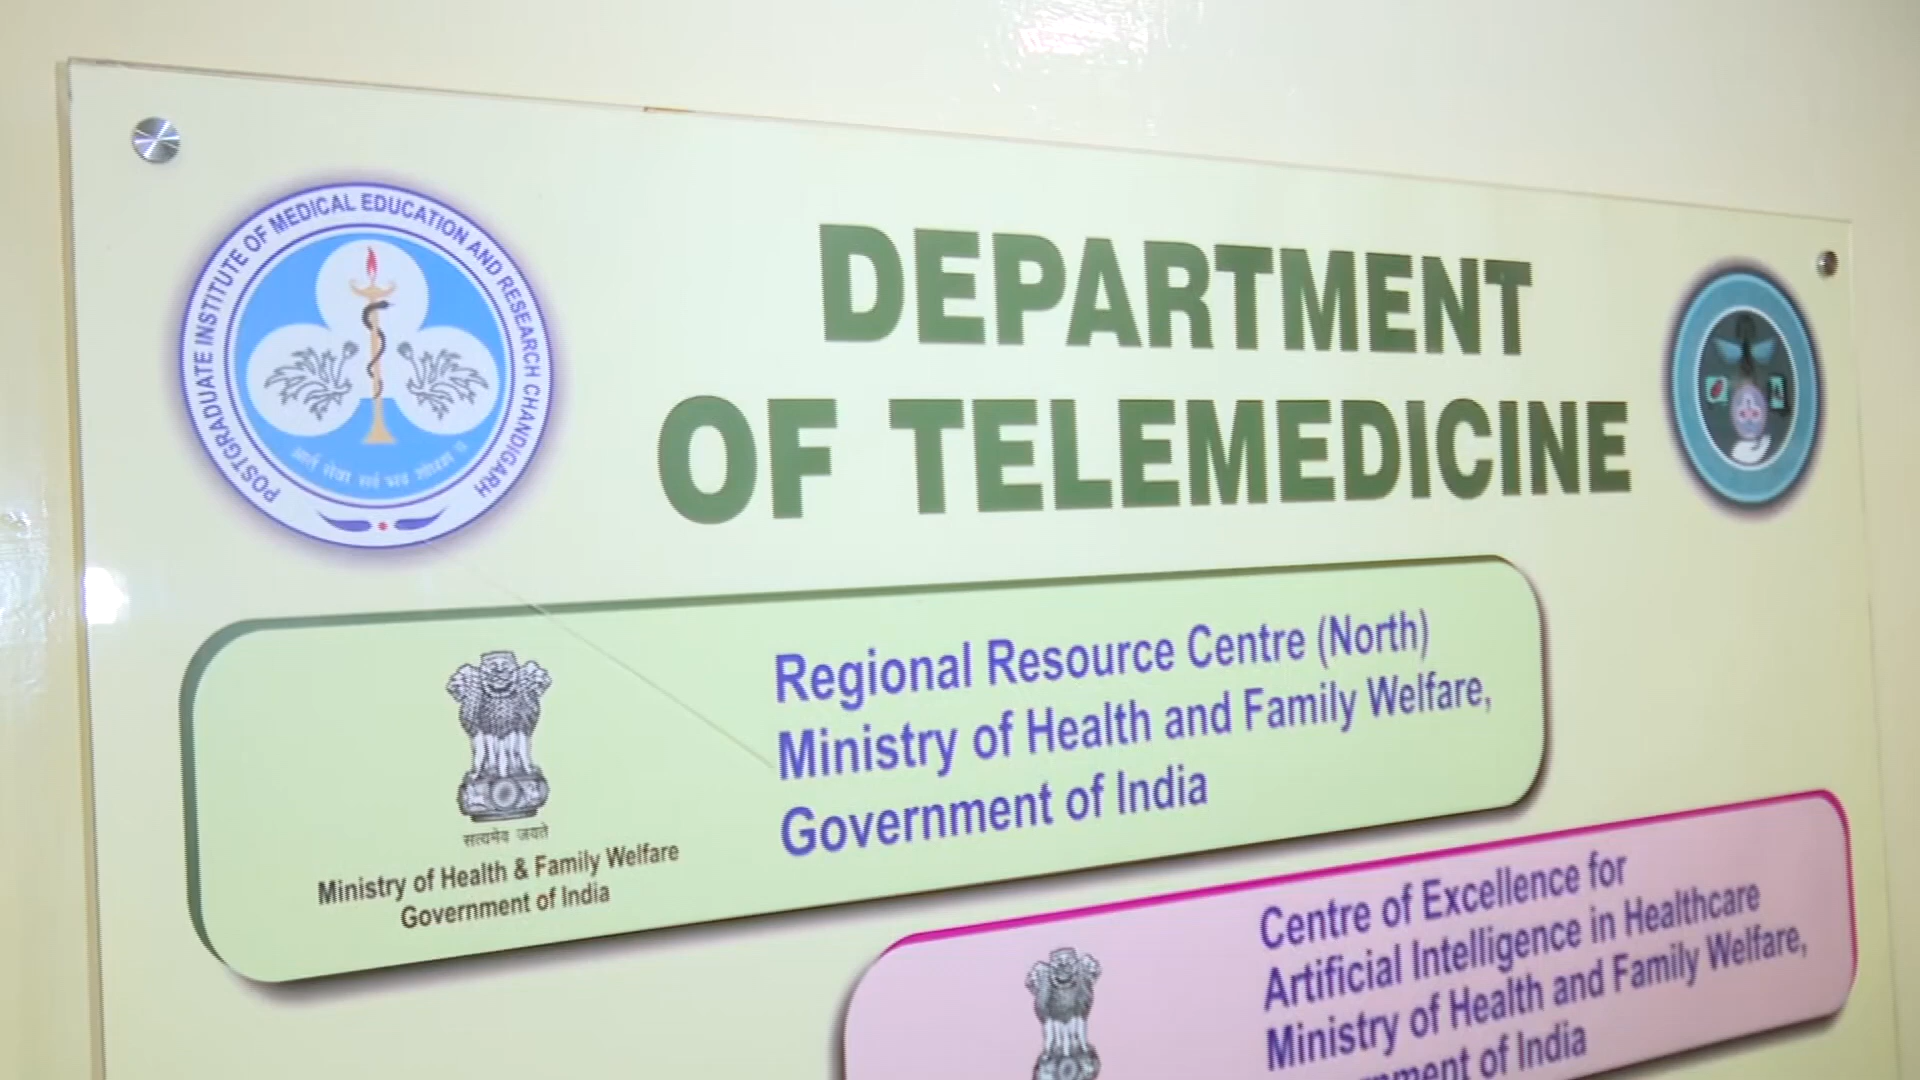 POSTGRADUATE INSTITUTE OF MEDICAL EDUCATION AND RESEARCH CHANDIGARH
DEPARTMENT
OF TELEMEDICINE
Regional Resource Centre (North)
Ministry of Health and Family Welfare,
Government of India
सत्यमेव जयते
Ministry of Health & Family Welfare
Government of India
Centre of Excellence for
Artificial Intelligence in Healthcare
Ministry of Health and Family Welfare,
of India